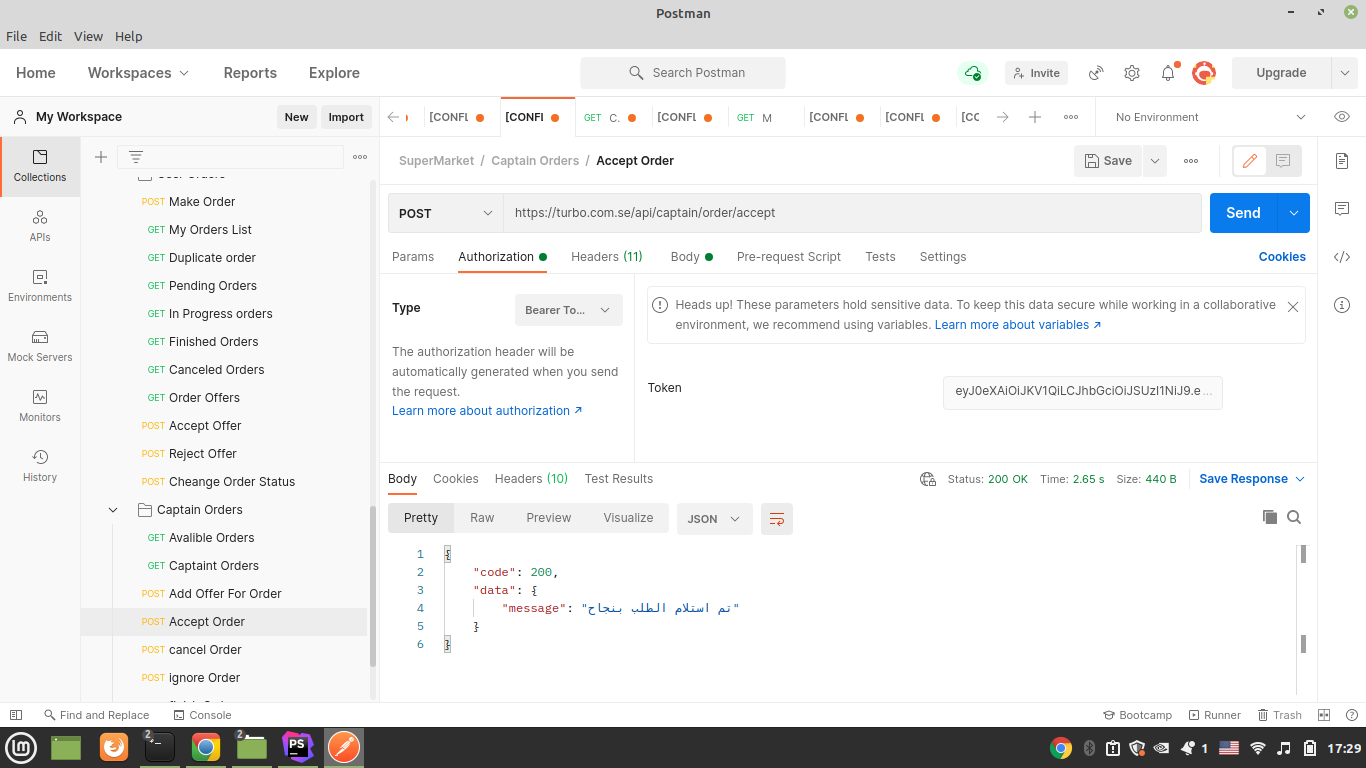 Postman
File Edit View Help
Home Workspaces Reports Explore Search Postman Invite Upgrade
My Workspace New Import
[CONFL [CONFL GET C. [CONFL GET M [CONFL [CONFL [CC No Environment
Collections
APIs
Environments
Mock Servers
Monitors
History
POST Make Order
GET My Orders List
GET Duplicate order
GET Pending Orders
GET In Progress orders
GET Finished Orders
GET Canceled Orders
GET Order Offers
POST Accept Offer
POST Reject Offer
POST Cheange Order Status
Captain Orders
GET Avalible Orders
GET Captaint Orders
POST Add Offer For Order
POST Accept Order
POST cancel Order
POST ignore Order
SuperMarket / Captain Orders / Accept Order Save
POST https://turbo.com.se/api/captain/order/accept Send
Params Authorization Headers (11) Body Pre-request Script Tests Settings Cookies
Type Bearer To...
The authorization header will be
automatically generated when you send
the request.
Learn more about authorization ↗
Heads up! These parameters hold sensitive data. To keep this data secure while working in a collaborative
environment, we recommend using variables. Learn more about variables ↗
Token eyJ0eXAiOiJKV1QiLCJhbGciOiJSUzI1NiJ9.e...
Body Cookies Headers (10) Test Results Status: 200 OK Time: 2.65 s Size: 440 B Save Response
Pretty Raw Preview Visualize JSON
1 {
2 "code": 200,
3 "data": {
4 "message": "تم استلام الطلب بنجاح"
5 }
6 }
Find and Replace Console Bootcamp Runner Trash
2 2 PS 1 17:29